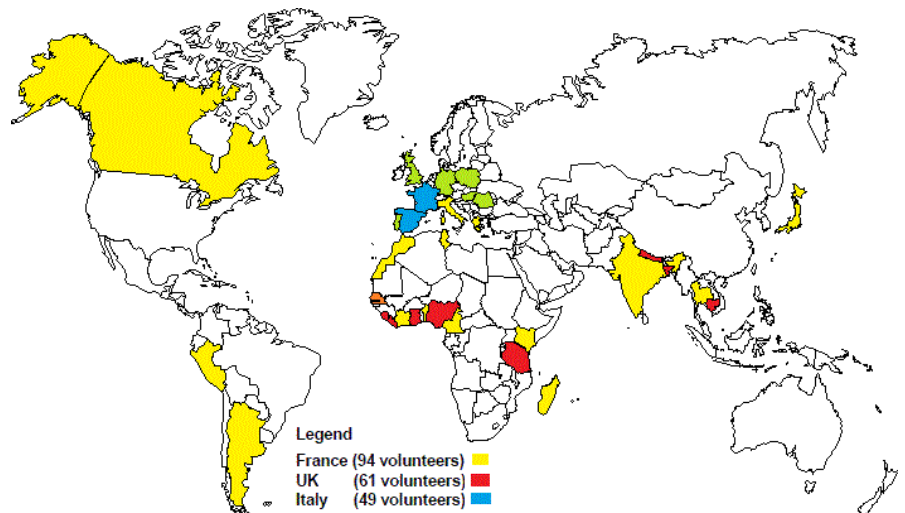 Legend
France (94 volunteers)
UK (61 volunteers)
Italy (49 volunteers)